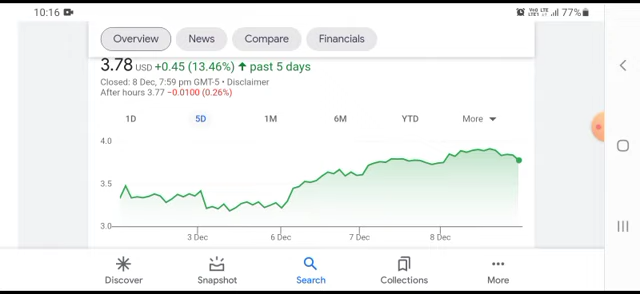 10:16 77%
Overview News Compare Financials
3.78 USD +0.45 (13.46%) ↑ past 5 days
Closed: 8 Dec, 7:59 pm GMT-5 • Disclaimer
After hours 3.77 −0.0100 (0.26%)
1D 5D 1M 6M YTD More
4.0
3.5
3.0
3 Dec 6 Dec 7 Dec 8 Dec
Discover Snapshot Search Collections More